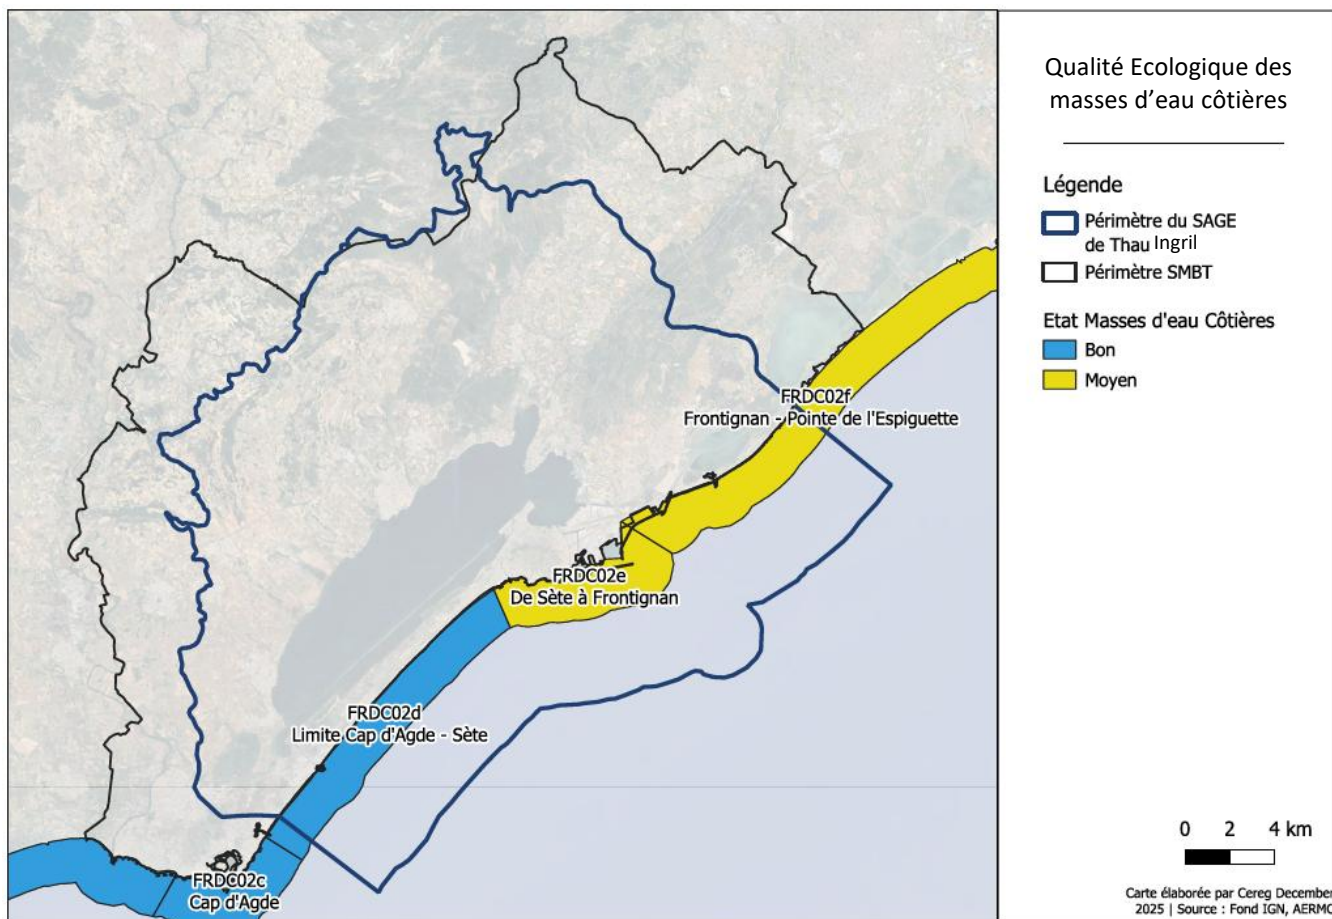 Qualité Ecologique des
masses d'eau côtières
Légende
Périmètre du SAGE
de Thau Ingril
Périmètre SMBT
Etat Masses d'eau Côtières
Bon
Moyen
FRDC02f
Frontignan - Pointe de l'Espiguette
FRDC02e
De Sète à Frontignan
FRDC02d
Limite Cap d'Agde - Sète
FRDC02c
Cap d'Agde
0 2 4 km
Carte élaborée par Cereg December
2025 | Source : Fond IGN, AERMC